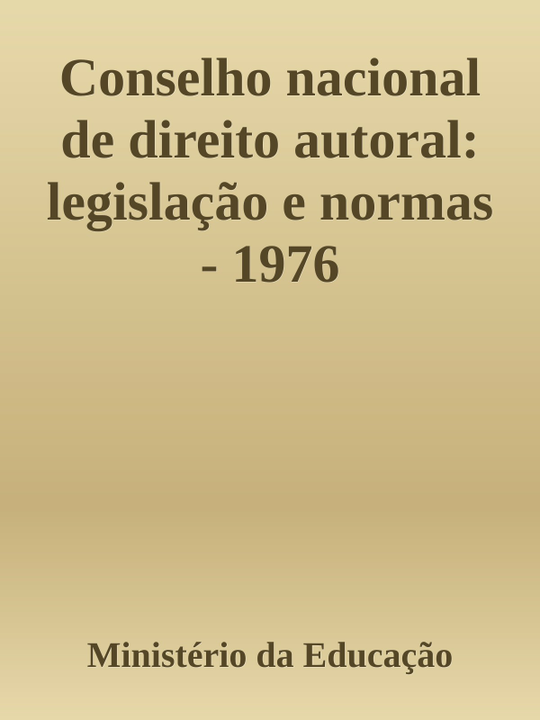 Conselho nacional
de direito autoral:
legislação e normas
- 1976
Ministério da Educação